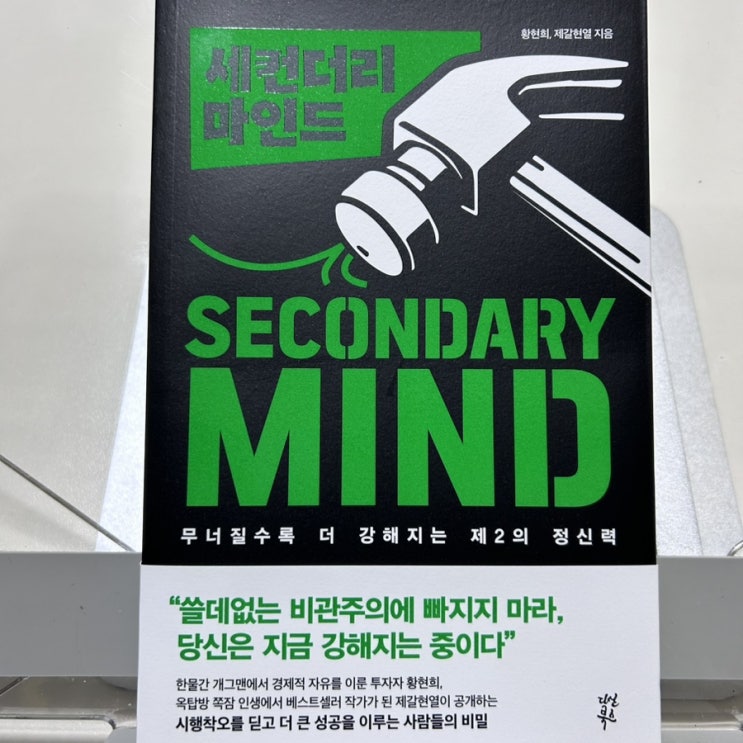 황현희, 제갈현열 지음
세컨더리
마인드
SECONDARY
MIND
무너질수록 더 강해지는 제2의 정신력
“쓸데없는 비관주의에 빠지지 마라,
당신은 지금 강해지는 중이다”
한물간 개그맨에서 경제적 자유를 이룬 투자자 황현희,
옥탑방 쪽잠 인생에서 베스트셀러 작가가 된 제갈현열이 공개하는
시행착오를 딛고 더 큰 성공을 이루는 사람들의 비밀
다산
북스